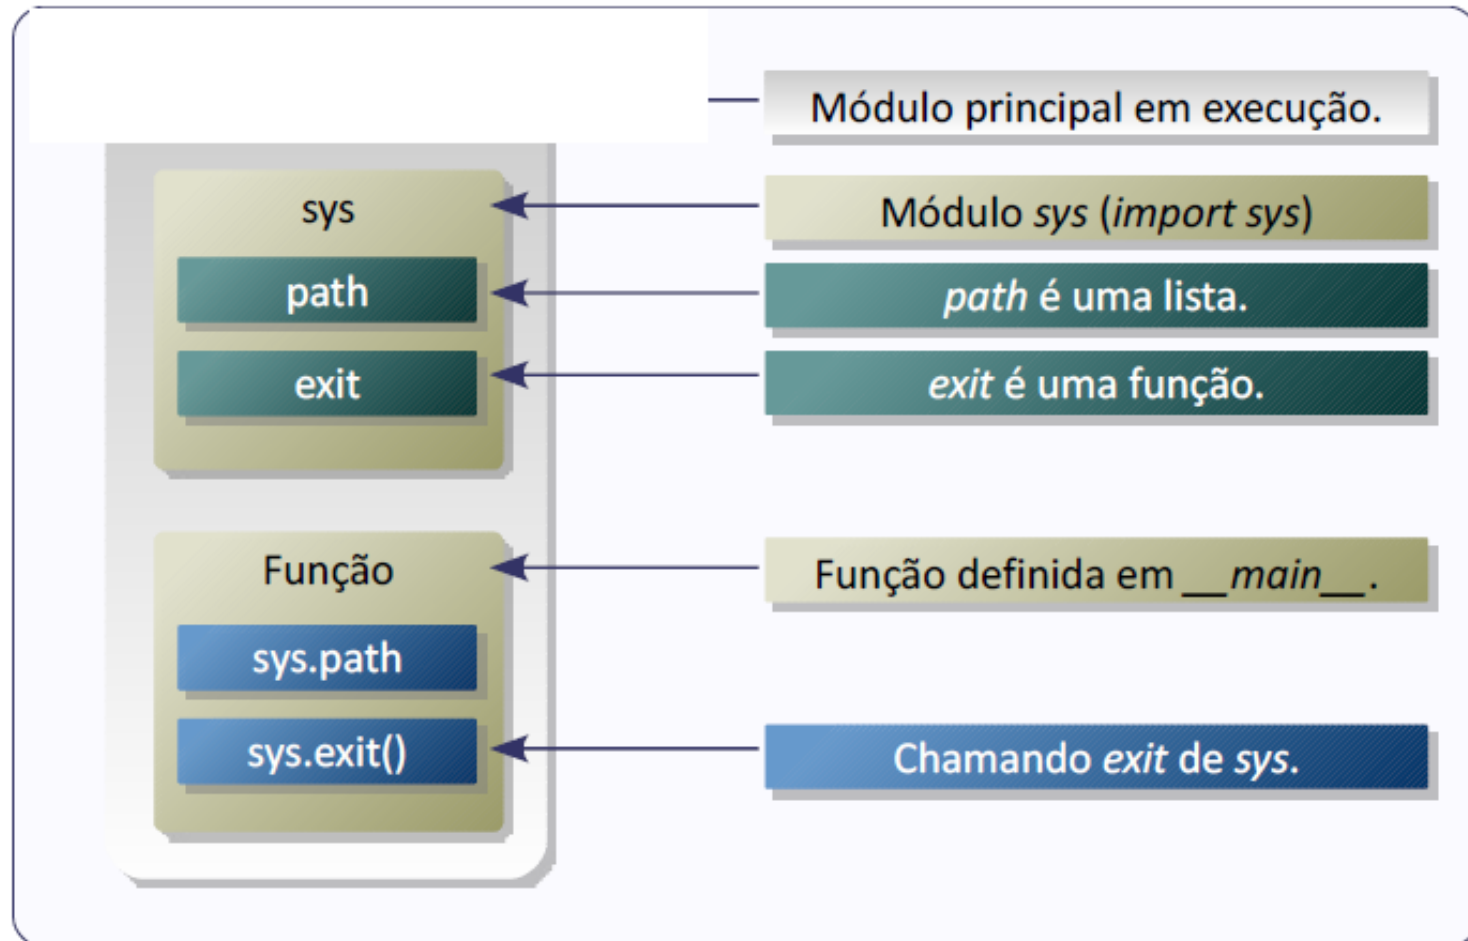 Módulo principal em execução.
sys
Módulo sys (import sys)
path
path é uma lista.
exit
exit é uma função.
Função
Função definida em __main__.
sys.path
sys.exit()
Chamando exit de sys.